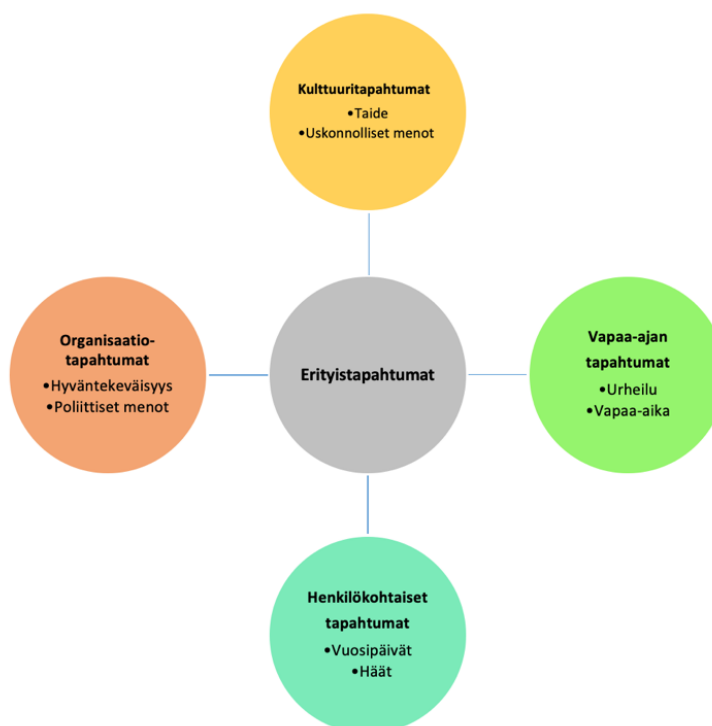 Kulttuuritapahtumat
•Taide
•Uskonnolliset menot
Organisaatio-
tapahtumat
•Hyväntekeväisyys
•Poliittiset menot
Erityistapahtumat
Vapaa-ajan
tapahtumat
•Urheilu
•Vapaa-aika
Henkilökohtaiset
tapahtumat
•Vuosipäivät
•Häät